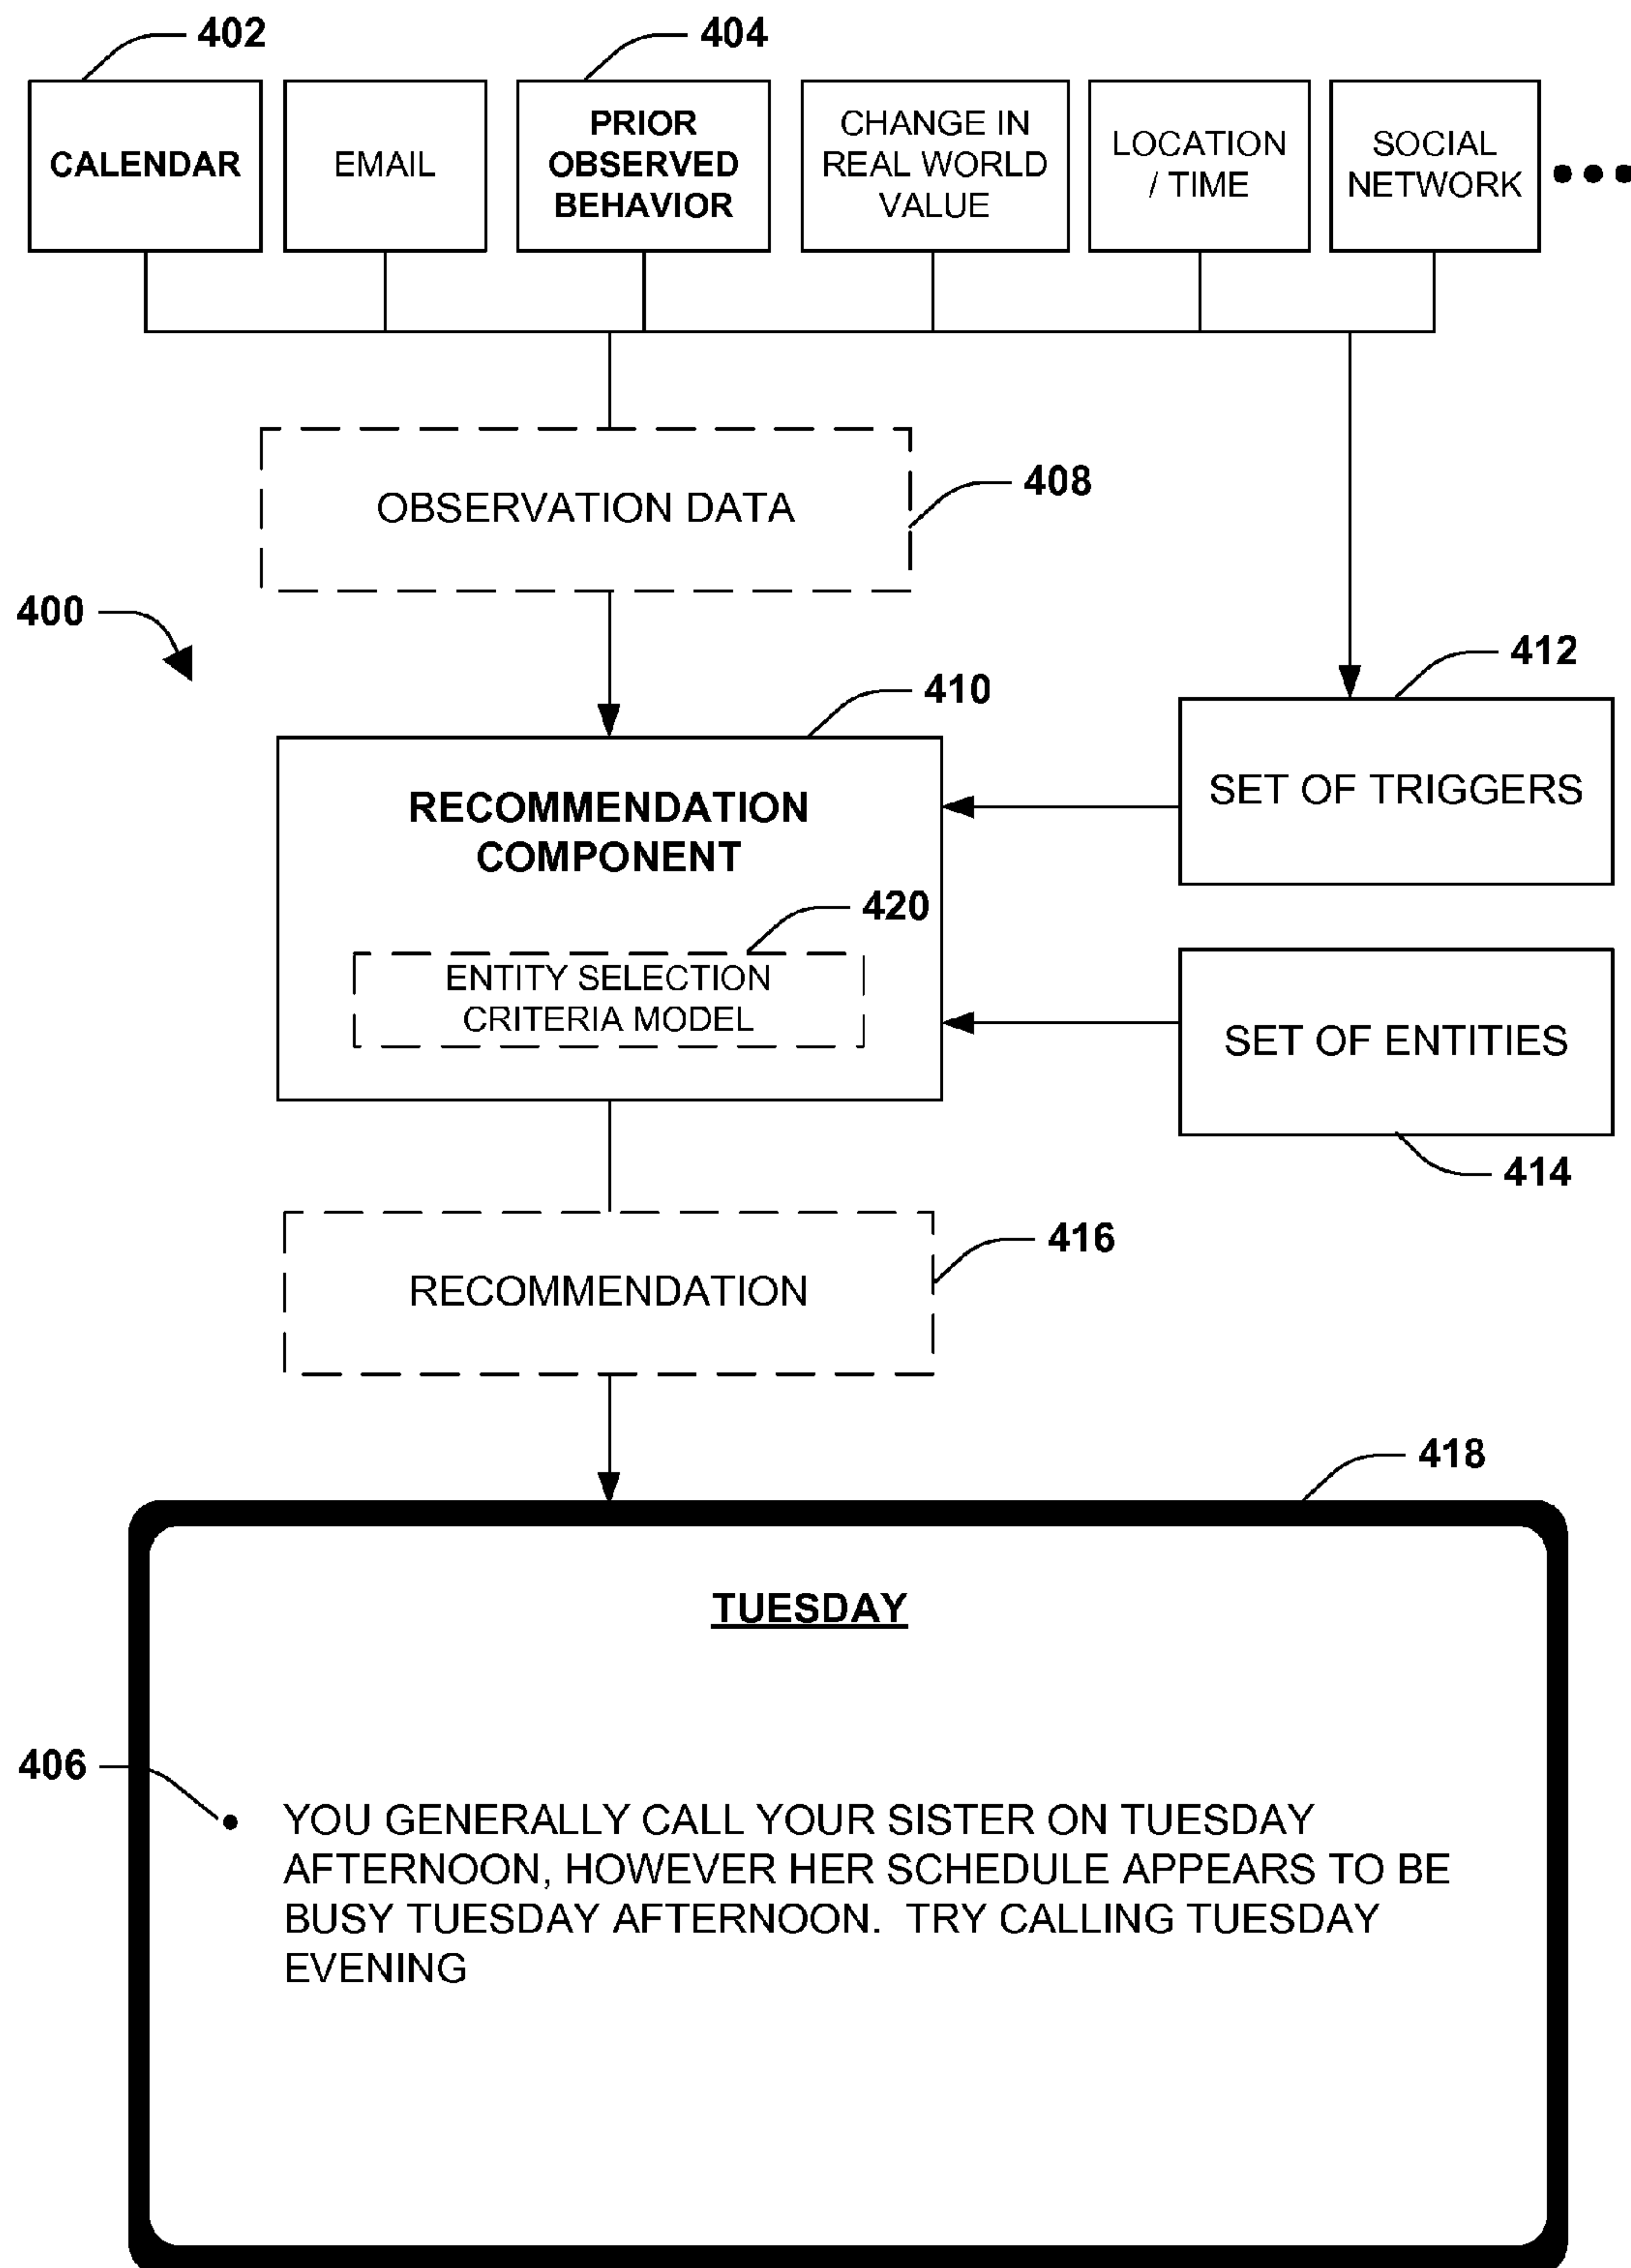 402
404
CALENDAR
EMAIL
PRIOR
OBSERVED
BEHAVIOR
CHANGE IN
REAL WORLD
VALUE
LOCATION
/ TIME
SOCIAL
NETWORK
OBSERVATION DATA
408
400
412
410
SET OF TRIGGERS
RECOMMENDATION
COMPONENT
420
ENTITY SELECTION
CRITERIA MODEL
SET OF ENTITIES
414
416
RECOMMENDATION
418
TUESDAY
406
• YOU GENERALLY CALL YOUR SISTER ON TUESDAY
AFTERNOON, HOWEVER HER SCHEDULE APPEARS TO BE
BUSY TUESDAY AFTERNOON. TRY CALLING TUESDAY
EVENING